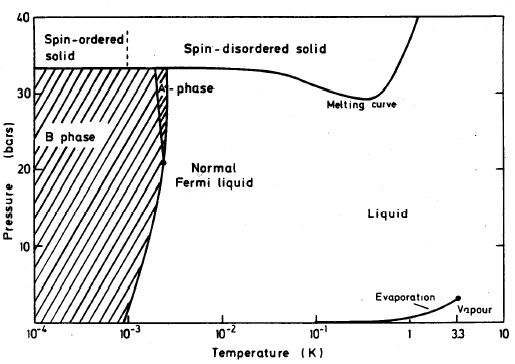 40
Spin-ordered
solid
Spin-disordered solid
A-phase
30
Melting curve
B phase
20
Normal
Fermi liquid
Liquid
10
Evaporation
Vapour
Pressure (bars)
10⁻⁴ 10⁻³ 10⁻² 10⁻¹ 1 3.3 10
Temperature (K)